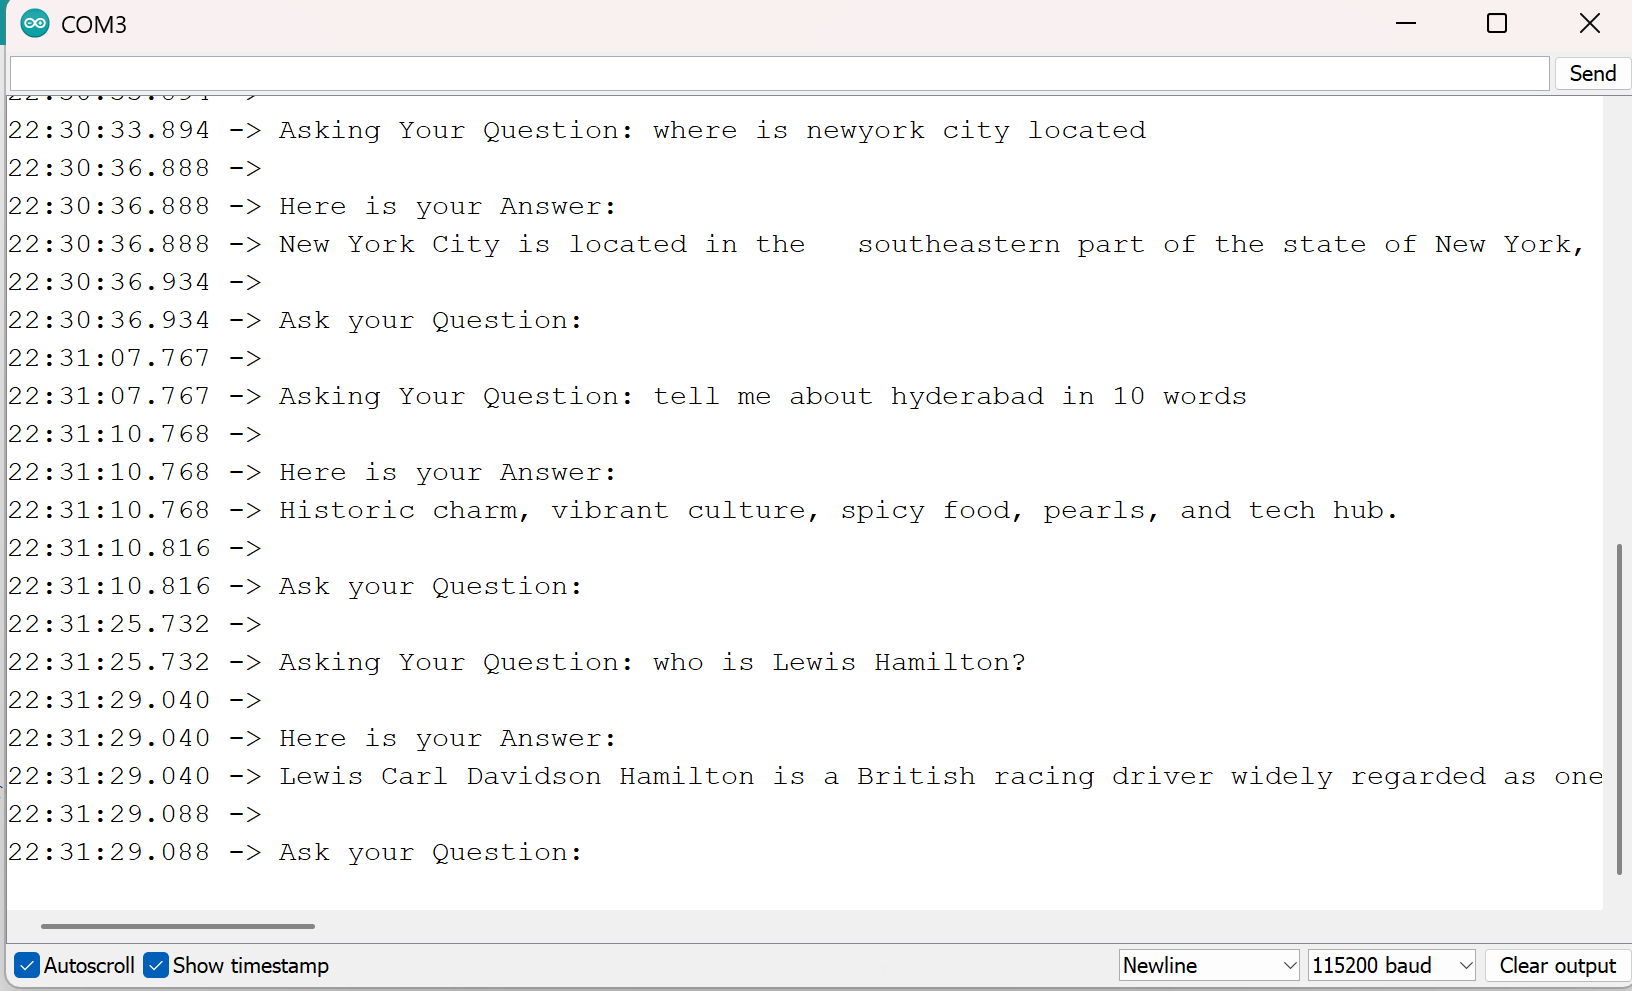 COM3
Send
22:30:33.894 ->
22:30:33.894 -> Asking Your Question: where is newyork city located
22:30:36.888 ->
22:30:36.888 -> Here is your Answer:
22:30:36.888 -> New York City is located in the   southeastern part of the state of New York,
22:30:36.934 ->
22:30:36.934 -> Ask your Question:
22:31:07.767 ->
22:31:07.767 -> Asking Your Question: tell me about hyderabad in 10 words
22:31:10.768 ->
22:31:10.768 -> Here is your Answer:
22:31:10.768 -> Historic charm, vibrant culture, spicy food, pearls, and tech hub.
22:31:10.816 ->
22:31:10.816 -> Ask your Question:
22:31:25.732 ->
22:31:25.732 -> Asking Your Question: who is Lewis Hamilton?
22:31:29.040 ->
22:31:29.040 -> Here is your Answer:
22:31:29.040 -> Lewis Carl Davidson Hamilton is a British racing driver widely regarded as one
22:31:29.088 ->
22:31:29.088 -> Ask your Question:
Autoscroll Show timestamp Newline 115200 baud Clear output